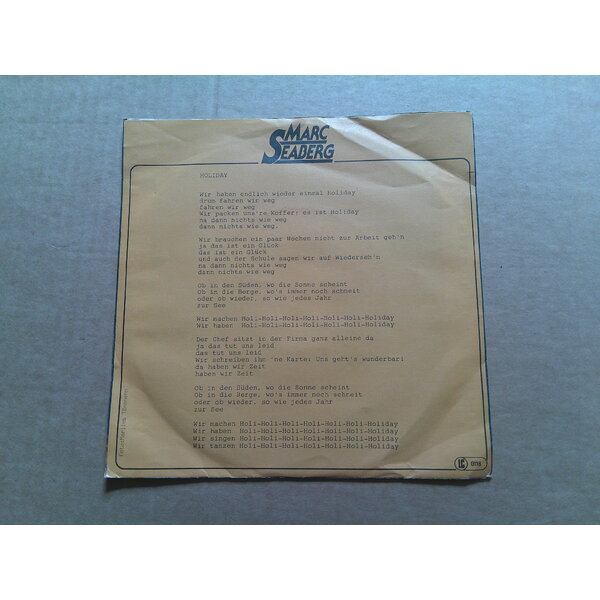 MARC
SEABERG
HOLIDAY
Wir haben endlich wieder einmal Holiday
drum fahren wir weg
fahren wir weg
Wir packen uns're Koffer; es ist Holiday
na dann nichts wie weg
dann nichts wie weg.
Wir brauchen ein paar Wochen nicht zur Arbeit geh'n
ja das ist ein Glück
das ist ein Glück
und auch der Schule sagen wir auf Wiederseh'n
na dann nichts wie weg
dann nichts wie weg
Ob in den Süden, wo die Sonne scheint
Ob in die Berge, wo's immer noch schneit
oder ob wieder, so wie jedes Jahr
zur See
Wir machen Holi-Holi-Holi-Holi-Holi-Holi-Holiday
Wir haben Holi-Holi-Holi-Holi-Holi-Holi-Holiday
Der Chef sitzt in der Firma ganz alleine da
ja das tut uns leid
das tut uns leid
Wir schreiben ihm 'ne Karte: Uns geht's wunderbar!
da haben wir Zeit
haben wir Zeit
Ob in den Süden, wo die Sonne scheint
Ob in die Berge, wo's immer noch schneit
oder ob wieder, so wie jedes Jahr
zur See
Wir machen Holi-Holi-Holi-Holi-Holi-Holi-Holiday
Wir haben Holi-Holi-Holi-Holi-Holi-Holi-Holiday
Wir singen Holi-Holi-Holi-Holi-Holi-Holi-Holiday
Wir tanzen Holi-Holi-Holi-Holi-Holi-Holi-Holiday
LC